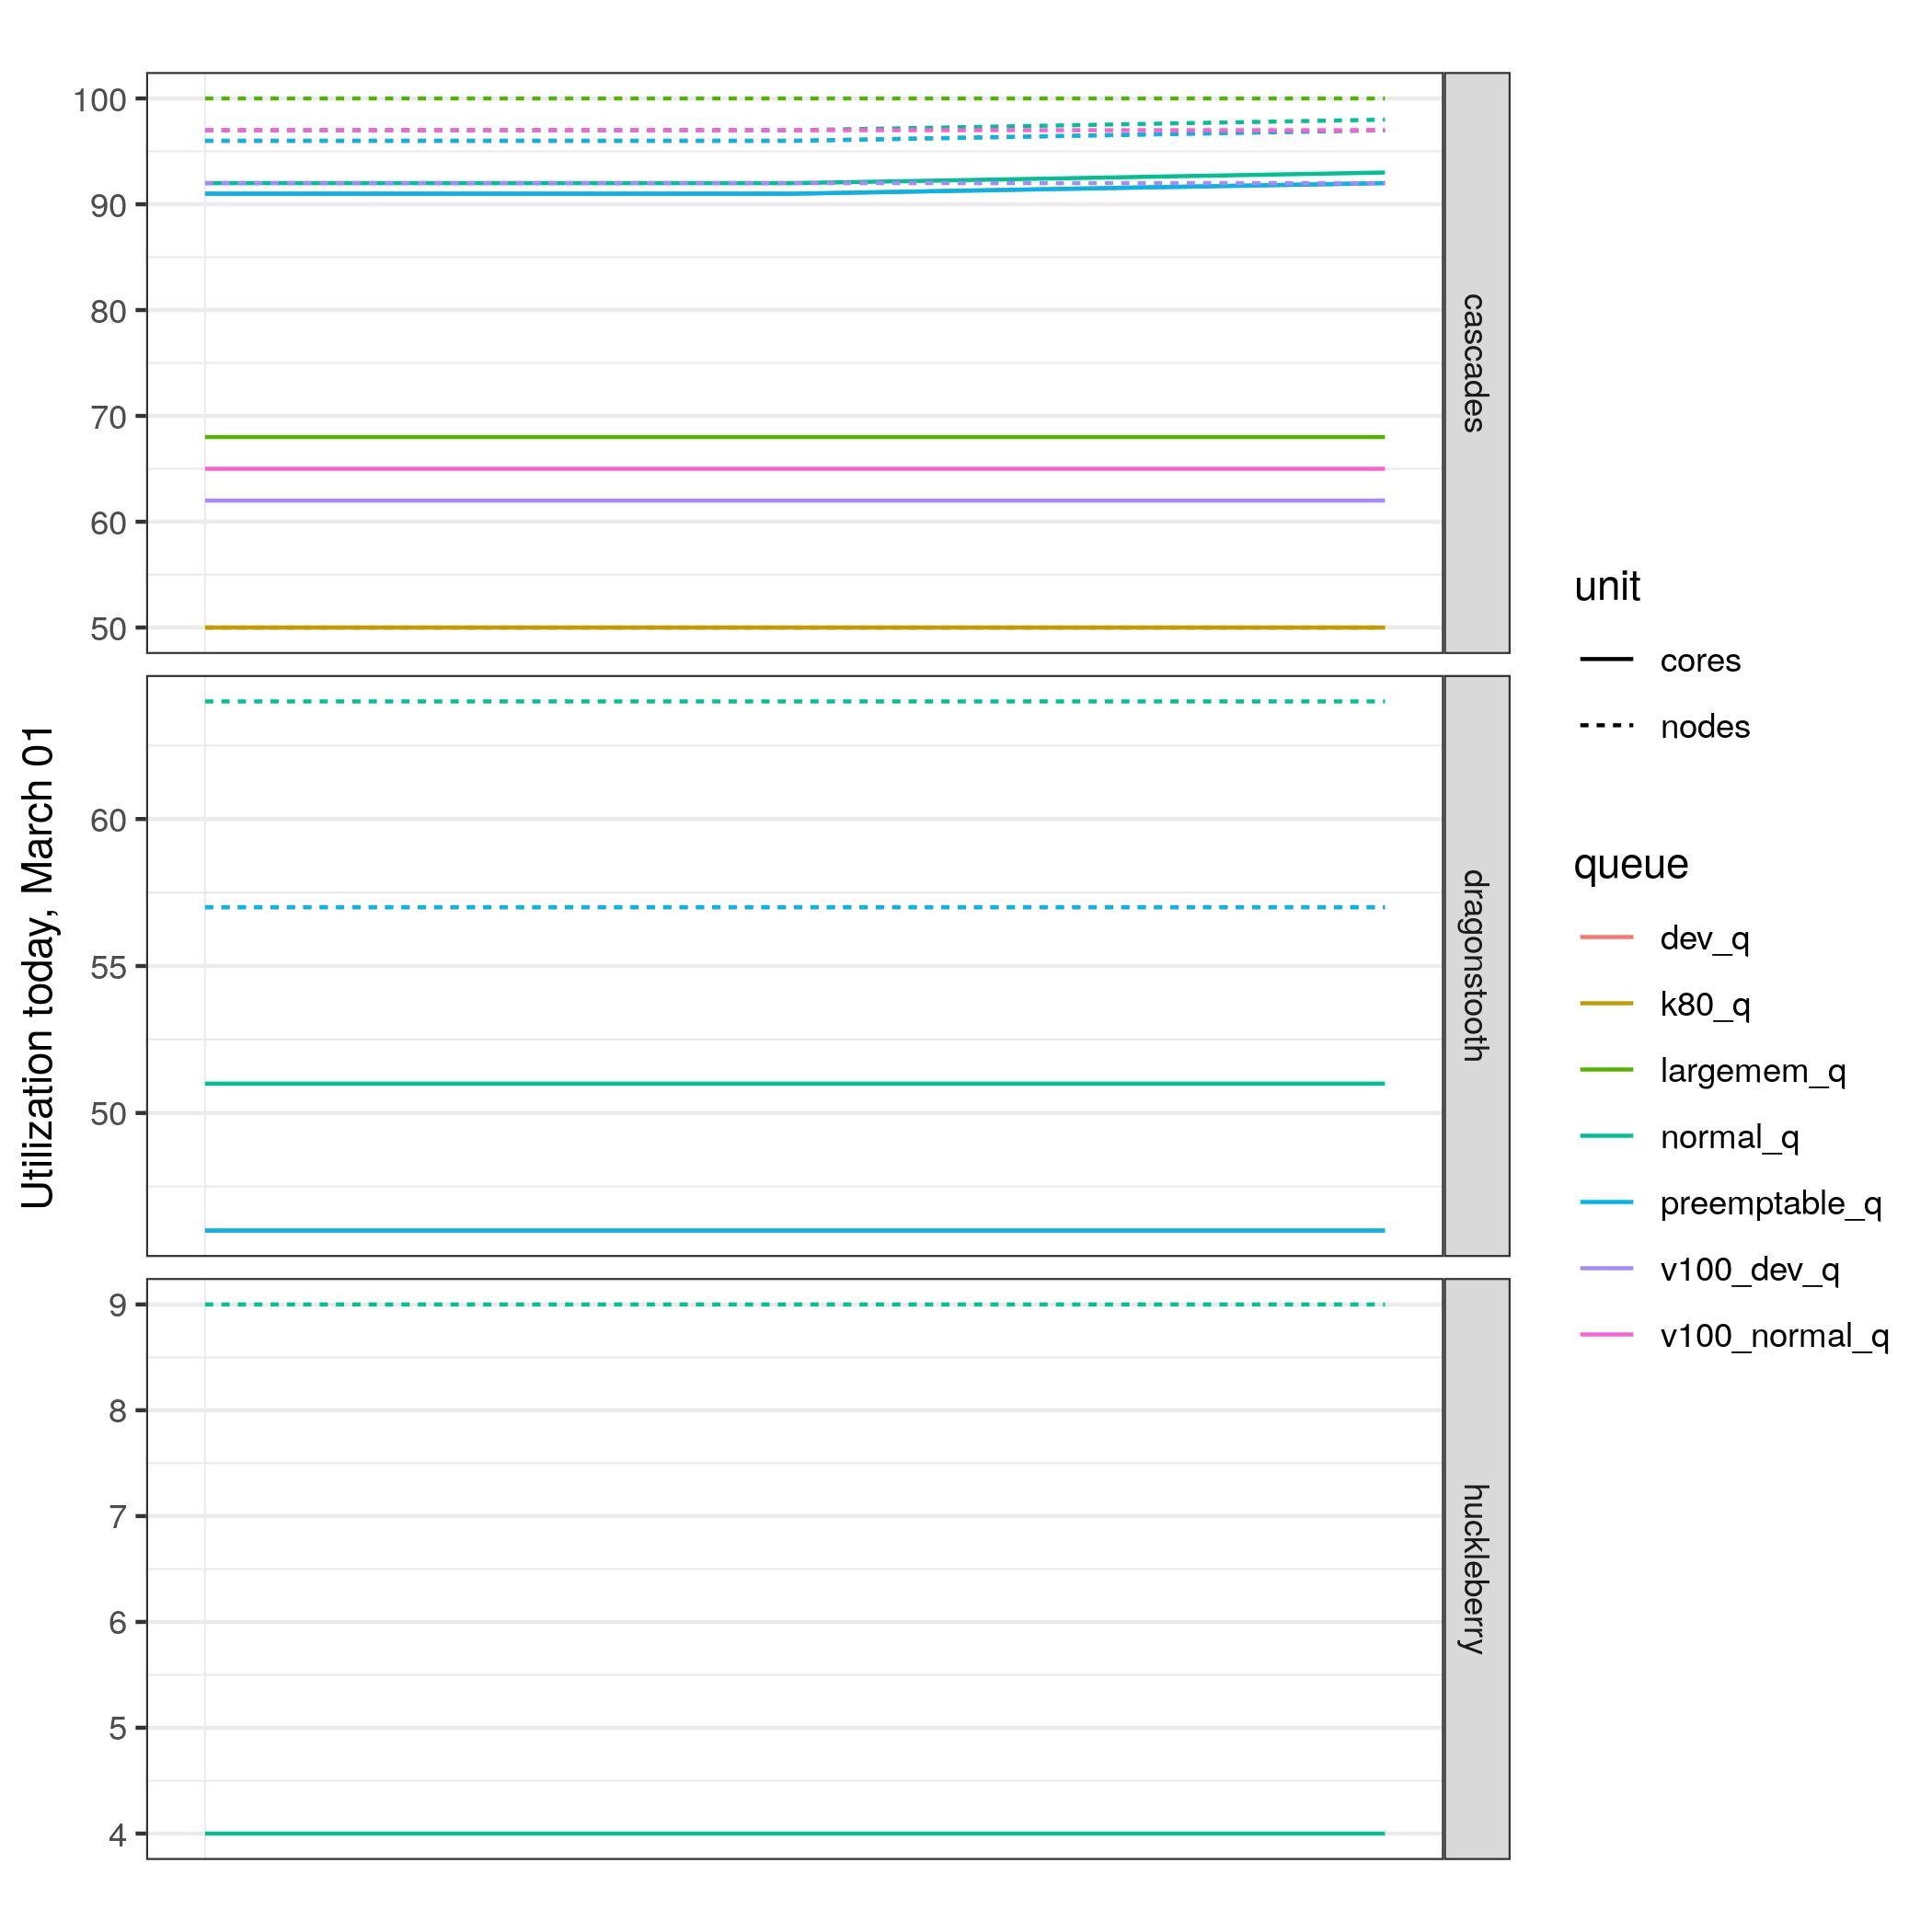 Utilization today, March 01
100
90
80
70
60
50
cascades
60
55
50
dragonstooth
9
8
7
6
5
4
huckleberry
unit
cores
nodes
queue
dev_q
k80_q
largemem_q
normal_q
preemptable_q
v100_dev_q
v100_normal_q